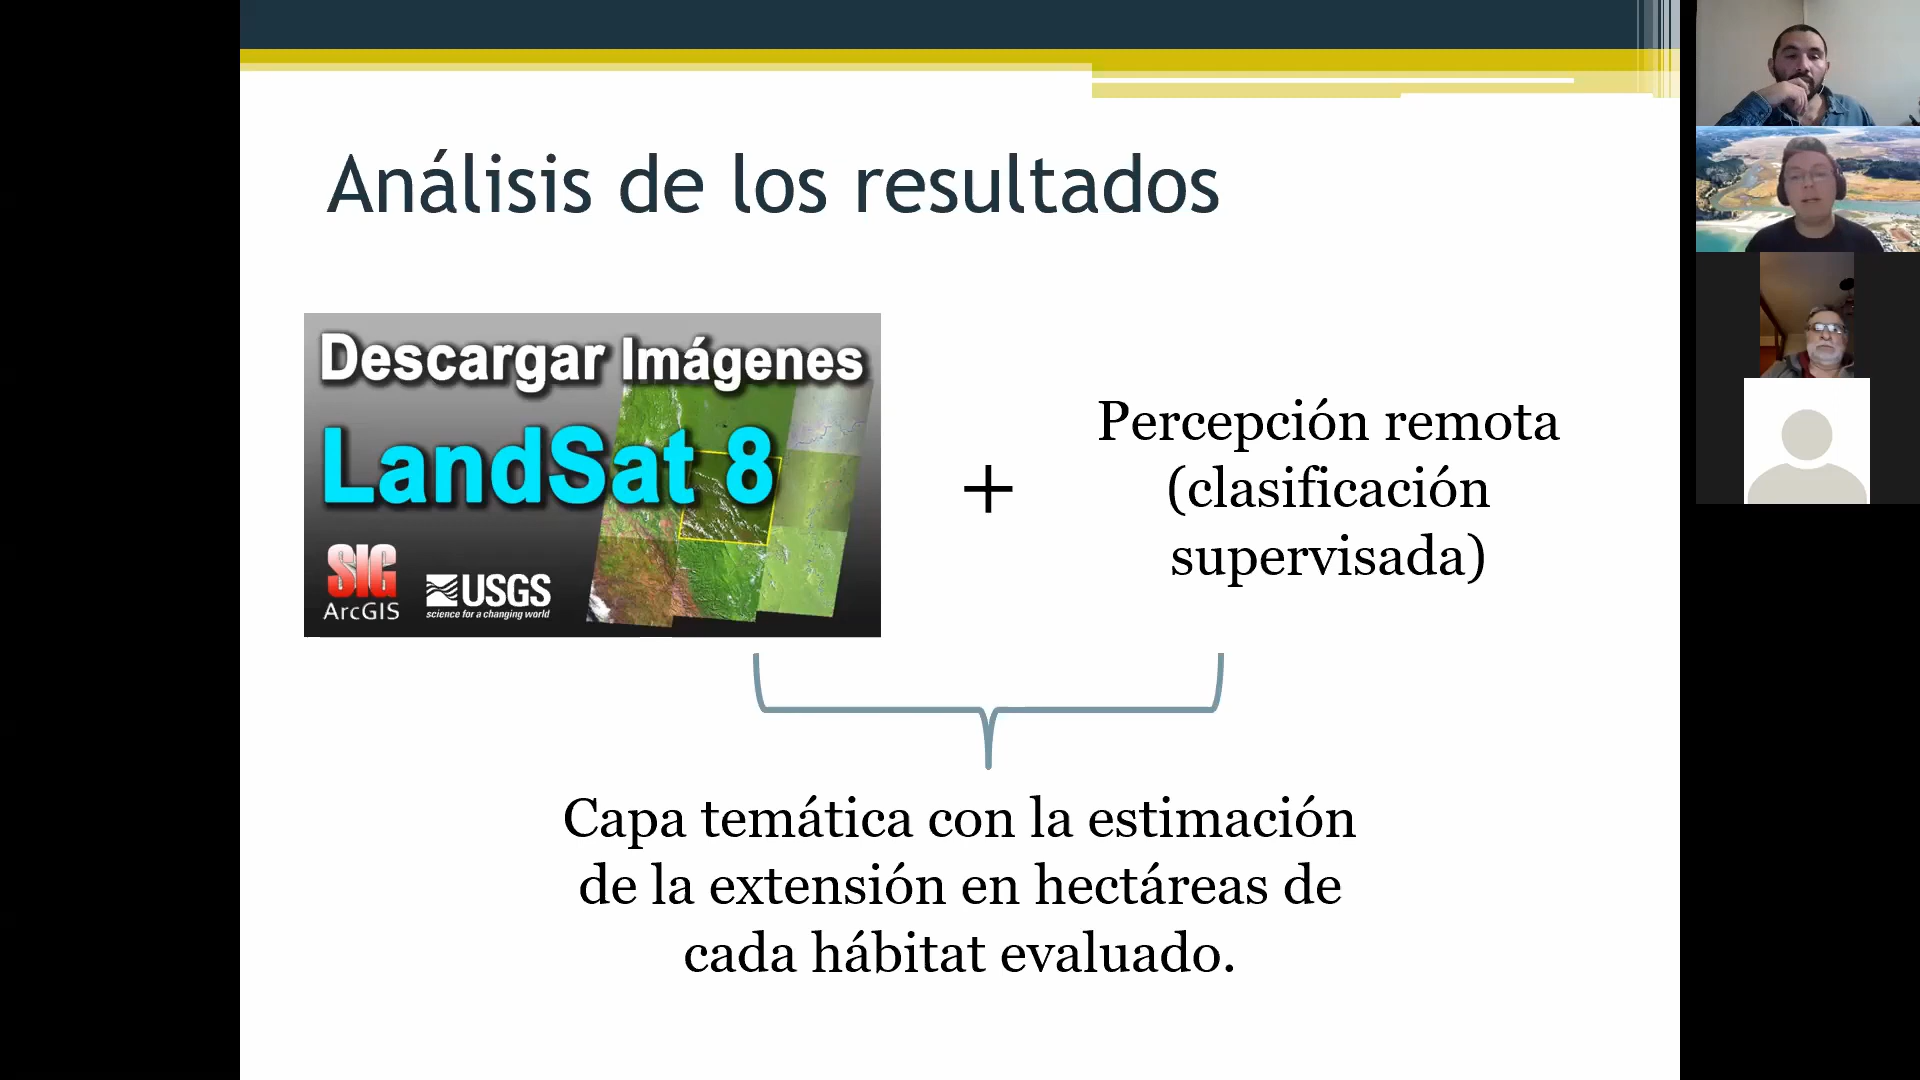 Análisis de los resultados
Descargar Imágenes
LandSat 8
SIG
ArcGIS
USGS
science for a changing world
+
Percepción remota
(clasificación
supervisada)
Capa temática con la estimación
de la extensión en hectáreas de
cada hábitat evaluado.